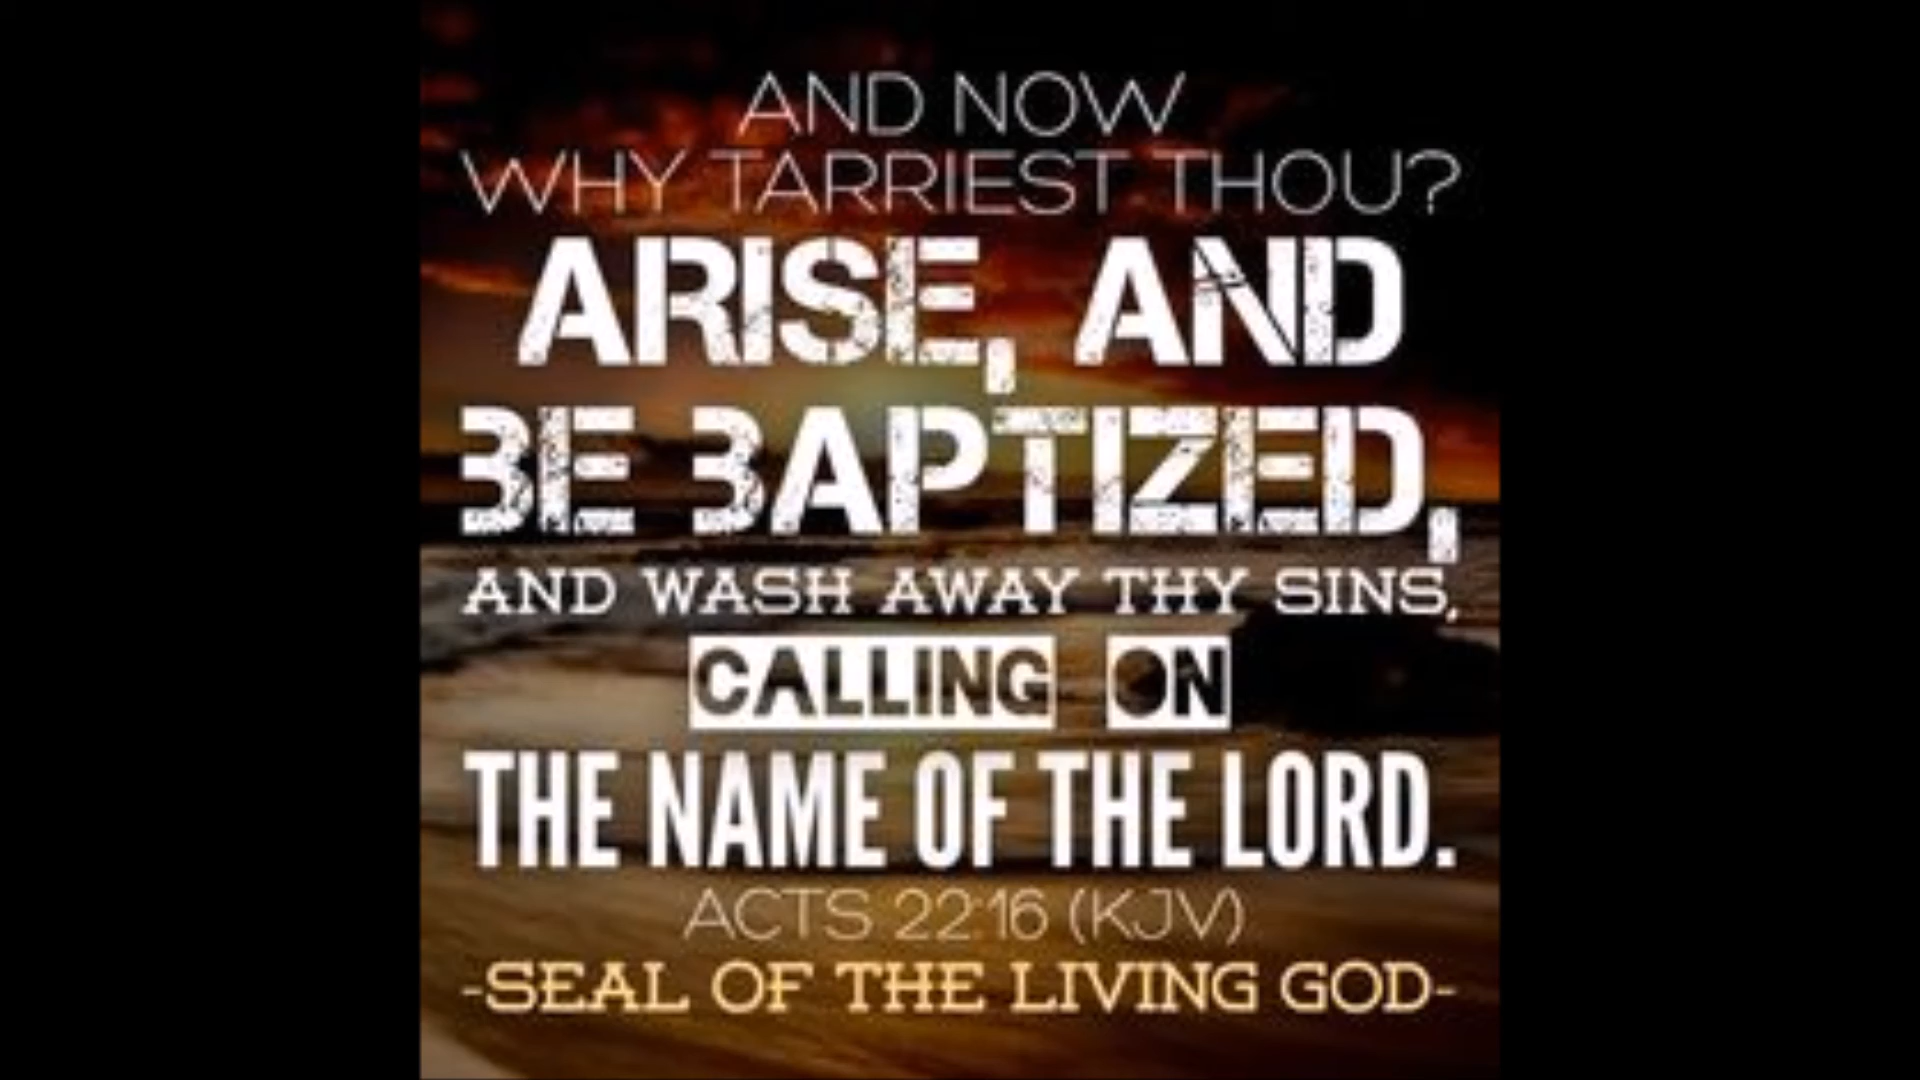 AND NOW
WHY TARRIEST THOU?
ARISE, AND
BE BAPTIZED,
AND WASH AWAY THY SINS,
CALLING ON
THE NAME OF THE LORD.
ACTS 22:16 (KJV)
-SEAL OF THE LIVING GOD-